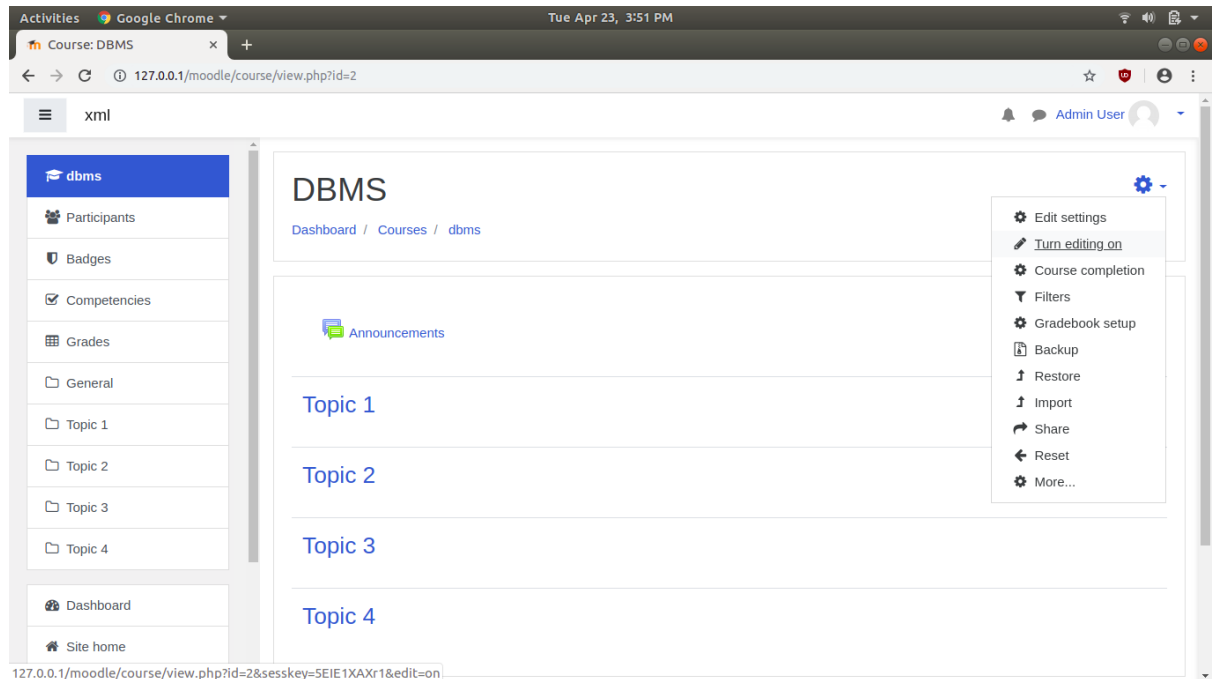 Activities Google Chrome Tue Apr 23, 3:51 PM
Course: DBMS
127.0.0.1/moodle/course/view.php?id=2
xml Admin User
dbms
Participants
Badges
Competencies
Grades
General
Topic 1
Topic 2
Topic 3
Topic 4
Dashboard
Site home
DBMS
Dashboard / Courses / dbms
Edit settings
Turn editing on
Course completion
Filters
Gradebook setup
Backup
Restore
Import
Share
Reset
More...
Announcements
Topic 1
Topic 2
Topic 3
Topic 4
127.0.0.1/moodle/course/view.php?id=2&sesskey=5EIE1XAXr1&edit=on